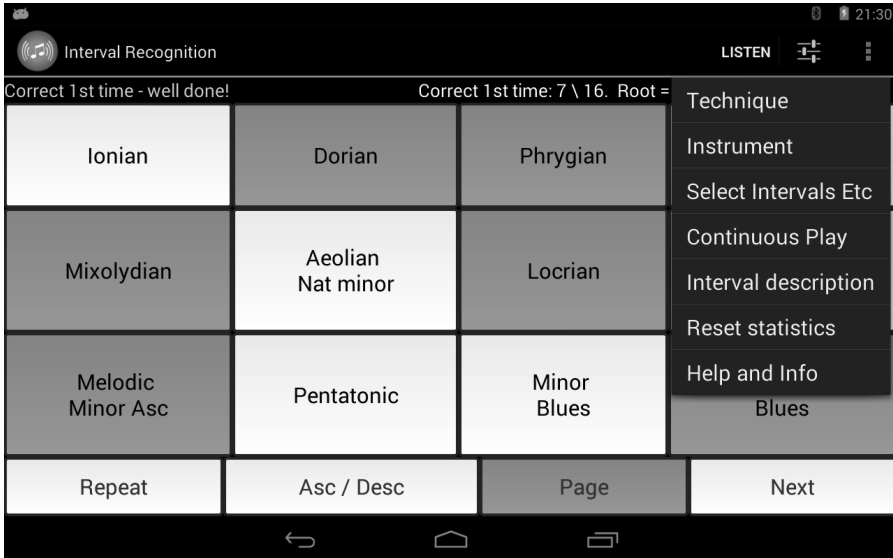 21:30
Interval Recognition
LISTEN
Correct 1st time - well done!
Correct 1st time: 7 \ 16. Root =
Technique
Instrument
Select Intervals Etc
Continuous Play
Interval description
Reset statistics
Help and Info
Ionian
Dorian
Phrygian
Mixolydian
Aeolian
Nat minor
Locrian
Melodic
Minor Asc
Pentatonic
Minor
Blues
Blues
Repeat
Asc / Desc
Page
Next